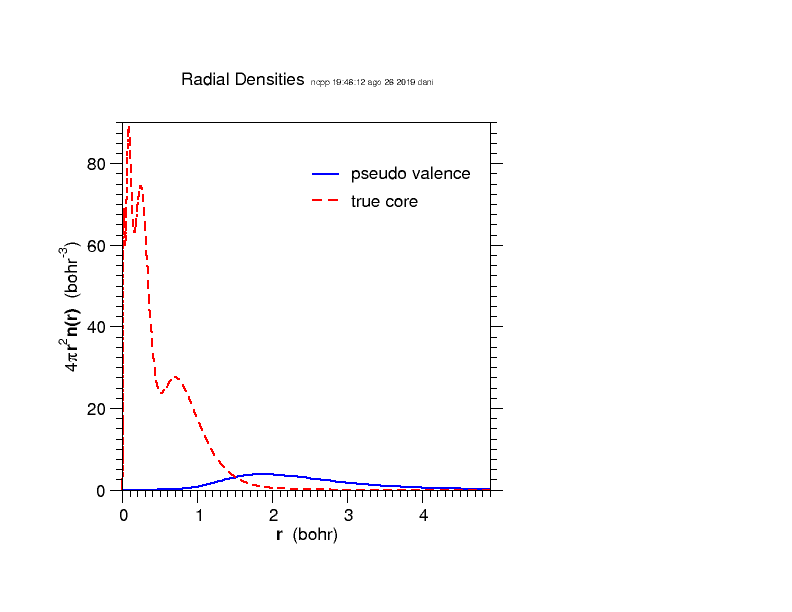 Radial Densities ncpp 19:46:12 ago 26 2019 dani
pseudo valence
true core
80
60
40
20
0
4πr²n(r) (bohr⁻³)
0 1 2 3 4
r (bohr)